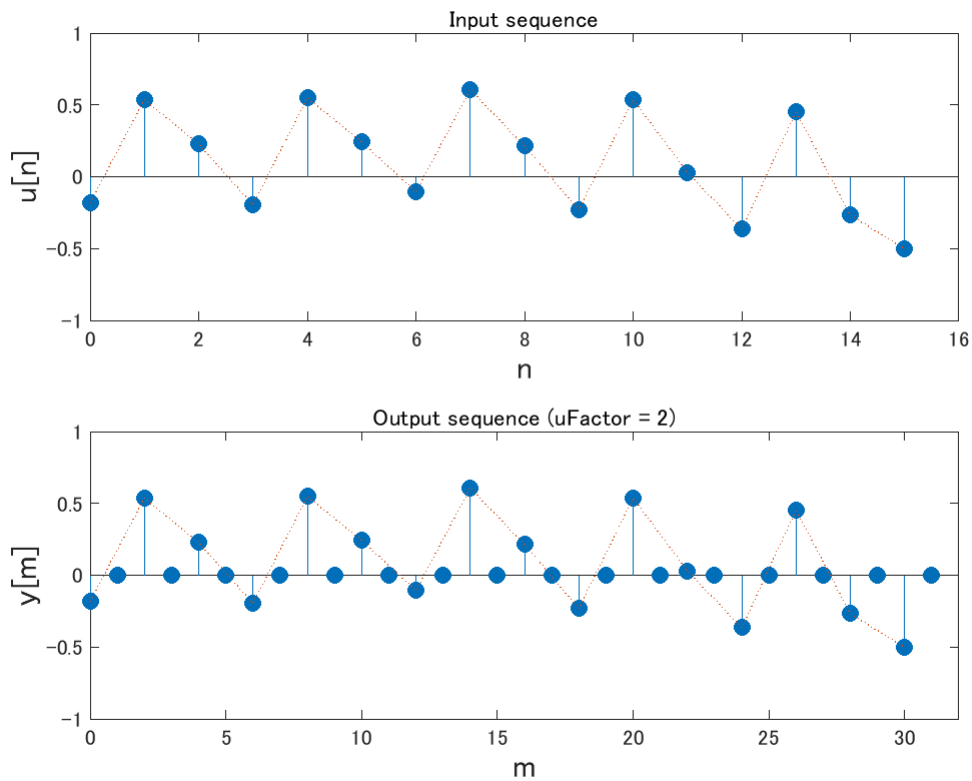 Input sequence
1
0.5
0
-0.5
-1
u[n]
0 2 4 6 8 10 12 14 16
n
Output sequence (uFactor = 2)
1
0.5
0
-0.5
-1
y[m]
0 5 10 15 20 25 30
m